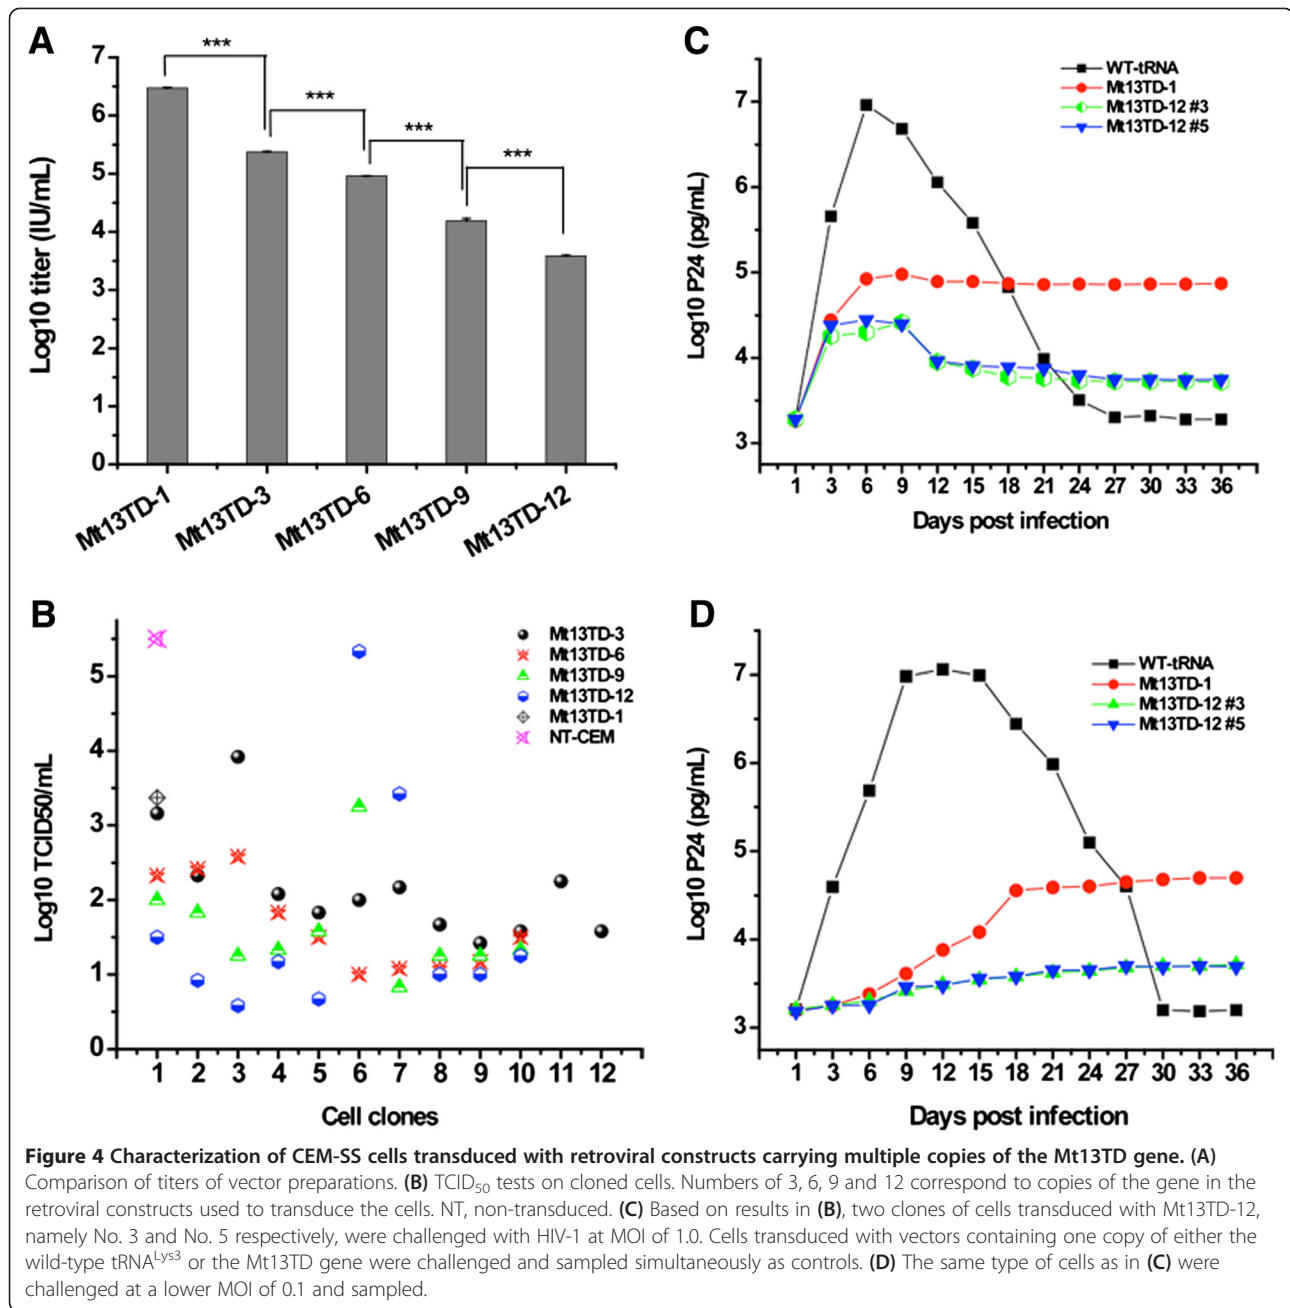 A
Log10 titer (IU/mL)
7
6
5
4
3
2
1
0
***
***
***
***
Mt13TD-1
Mt13TD-3
Mt13TD-6
Mt13TD-9
Mt13TD-12
C
Log10 P24 (pg/mL)
7
6
5
4
3
WT-tRNA
Mt13TD-1
Mt13TD-12 #3
Mt13TD-12 #5
1 3 6 9 12 15 18 21 24 27 30 33 36
Days post infection
B
Log10 TCID50/mL
5
4
3
2
1
0
Mt13TD-3
Mt13TD-6
Mt13TD-9
Mt13TD-12
Mt13TD-1
NT-CEM
1 2 3 4 5 6 7 8 9 10 11 12
Cell clones
D
Log10 P24 (pg/mL)
7
6
5
4
3
WT-tRNA
Mt13TD-1
Mt13TD-12 #3
Mt13TD-12 #5
1 3 6 9 12 15 18 21 24 27 30 33 36
Days post infection
Figure 4 Characterization of CEM-SS cells transduced with retroviral constructs carrying multiple copies of the Mt13TD gene. (A)
Comparison of titers of vector preparations. (B) TCID50 tests on cloned cells. Numbers of 3, 6, 9 and 12 correspond to copies of the gene in the
retroviral constructs used to transduce the cells. NT, non-transduced. (C) Based on results in (B), two clones of cells transduced with Mt13TD-12,
namely No. 3 and No. 5 respectively, were challenged with HIV-1 at MOI of 1.0. Cells transduced with vectors containing one copy of either the
wild-type tRNALys3 or the Mt13TD gene were challenged and sampled simultaneously as controls. (D) The same type of cells as in (C) were
challenged at a lower MOI of 0.1 and sampled.